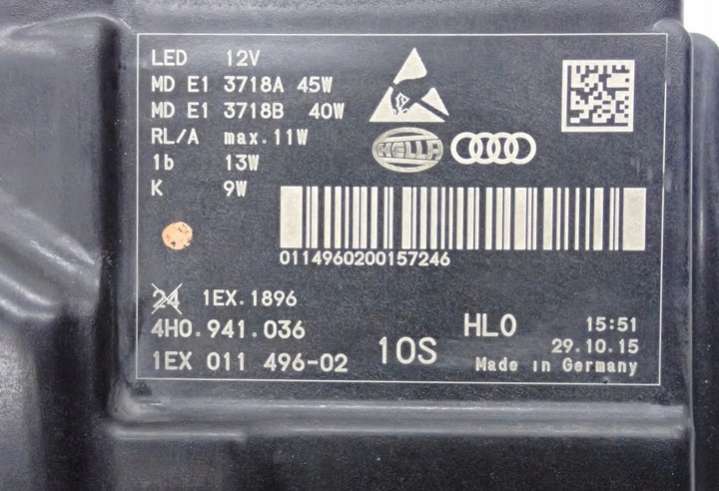 LED 12V
MD E1 3718A 45W
MD E1 3718B 40W
RL/A max.11W
1b 13W
K 9W
HELLA
0114960200157246
24 1EX.1896
4H0.941.036
1EX 011 496-02
10S
HL0
15:51
29.10.15
Made in Germany